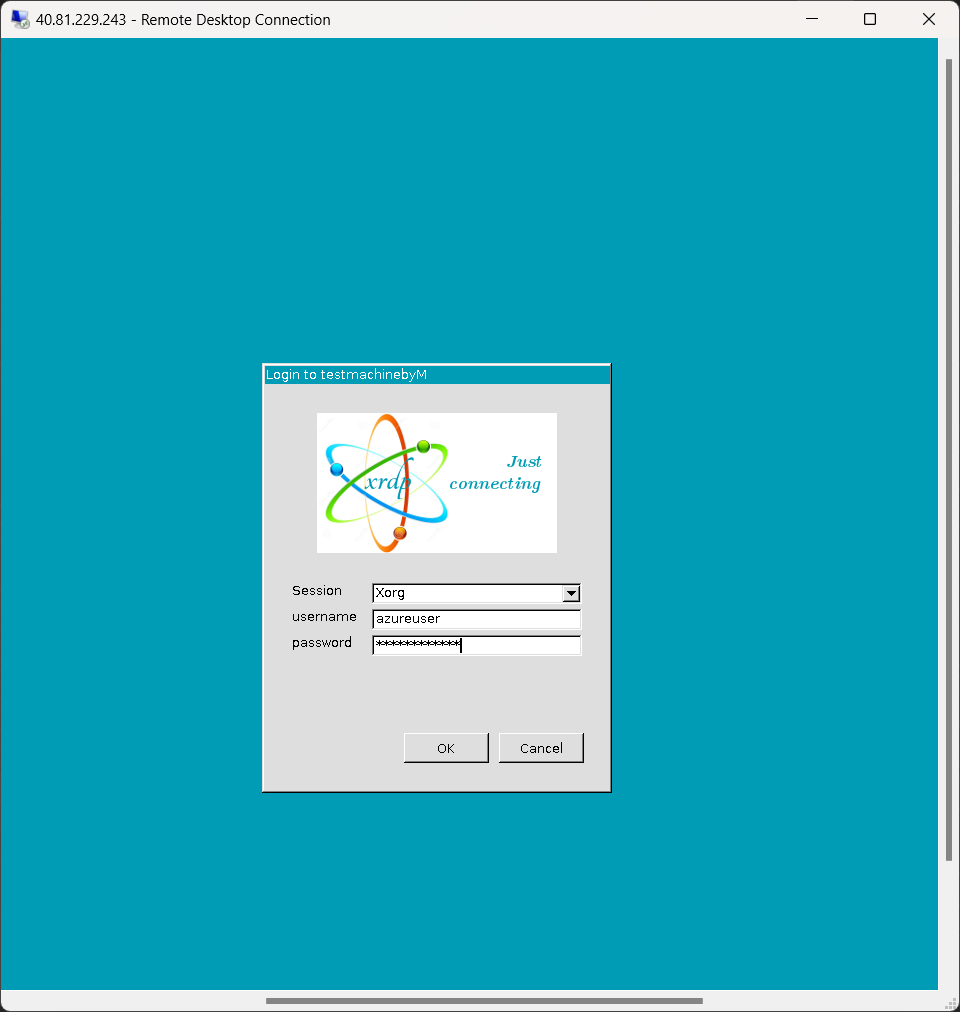 40.81.229.243 - Remote Desktop Connection
Login to testmachinebyM
xrdp
Just
connecting
Session
Xorg
username
azureuser
password
************
OK
Cancel